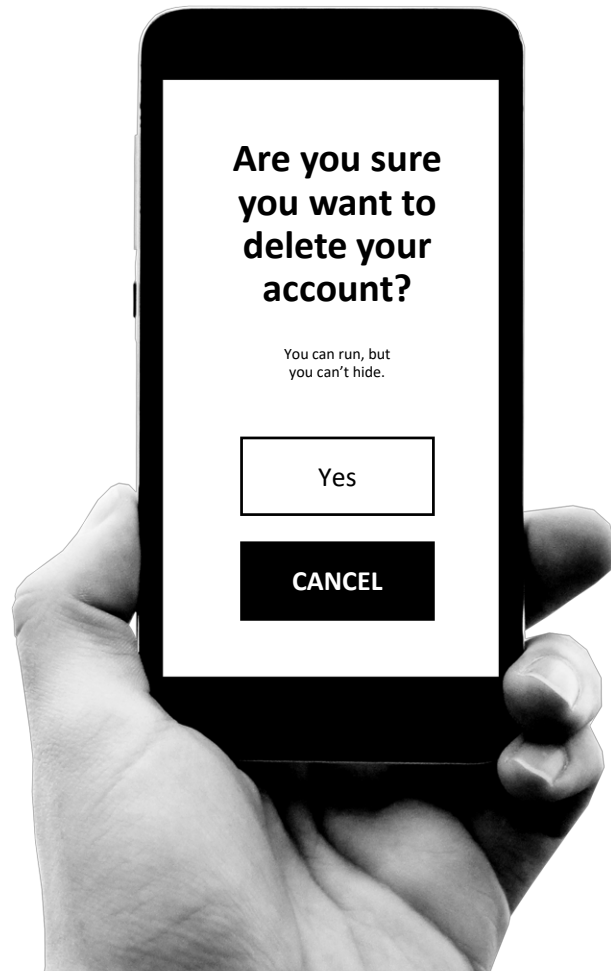 Are you sure
you want to
delete your
account?
You can run, but
you can’t hide.
Yes
CANCEL